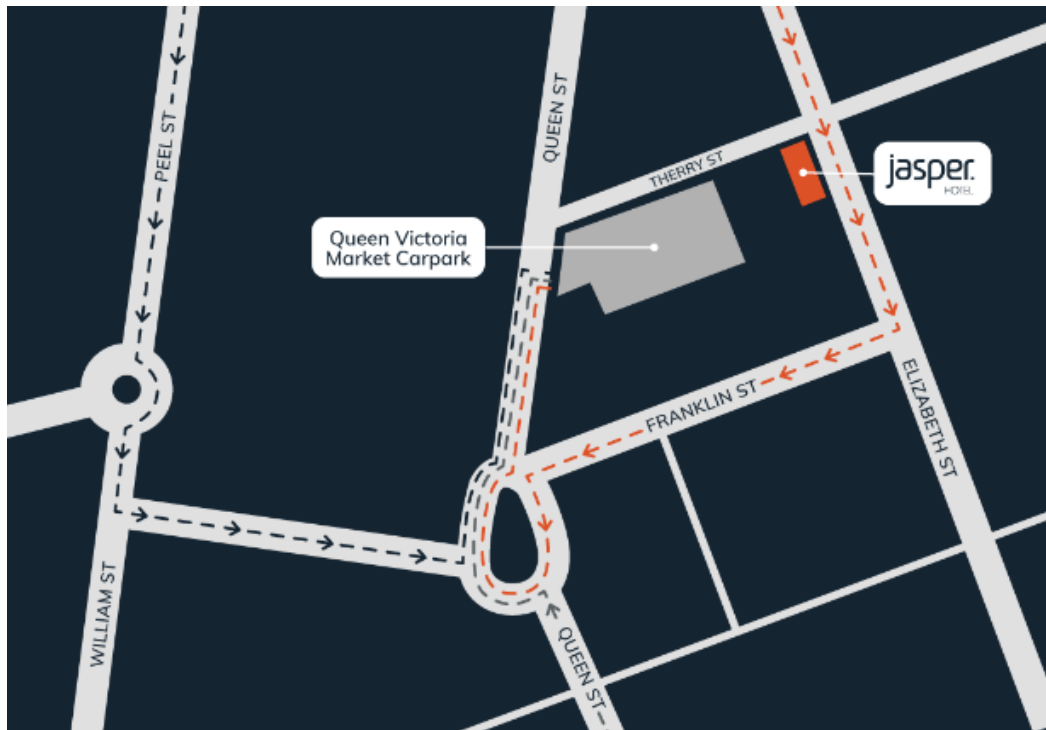 PEEL ST
QUEEN ST
THERRY ST
jasper.
HOTEL
Queen Victoria
Market Carpark
FRANKLIN ST
ELIZABETH ST
WILLIAM ST
QUEEN ST